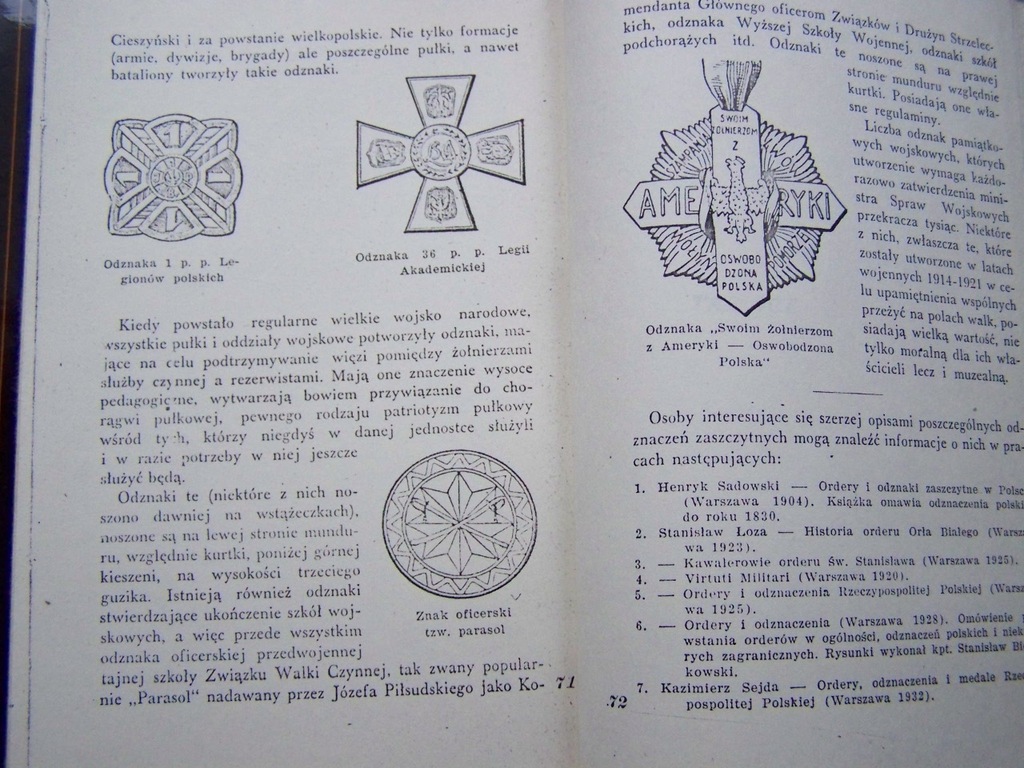 Cieszyński i za powstanie wielkopolskie. Nie tylko formacje
(armie, dywizje, brygady) ale poszczególne pułki, a nawet
bataliony tworzyły takie odznaki.
1
1
1
1
36 LA
Odznaka 1 p. p. Le-
gionów polskich
Odznaka 36 p. p. Legii
Akademickiej
Kiedy powstało regularne wielkie wojsko narodowe,
wszystkie pułki i oddziały wojskowe potworzyły odznaki, ma-
jące na celu podtrzymywanie więzi pomiędzy żołnierzami
służby czynnej a rezerwistami. Mają one znaczenie wysoce
pedagogiczne, wytwarzają bowiem przywiązanie do cho-
rągwi pułkowej, pewnego rodzaju patriotyzm pułkowy
wśród tych, którzy niegdyś w danej jednostce służyli
i w razie potrzeby w niej jeszcze
służyć będą.
Odznaki te (niektóre z nich no-
szono dawniej na wstążeczkach),
noszone są na lewej stronie mundu-
ru, względnie kurtki, poniżej górnej
kieszeni, na wysokości trzeciego
guzika. Istnieją również odznaki
stwierdzające ukończenie szkół woj-
skowych, a więc przede wszystkim
odznaka oficerskiej przedwojennej
Znak oficerski
tzw. parasol
tajnej szkoły Związku Walki Czynnej, tak zwany popular-
nie „Parasol" nadawany przez Józefa Piłsudskiego jako Ko-
71
mendanta Głównego oficerom Związków i Drużyn Strzelec-
kich, odznaka Wyższej Szkoły Wojennej, odznaki szkół
podchorążych itd. Odznaki te noszone są na prawej
stronie munduru względnie
kurtki. Posiadają one wła-
sne regulaminy.
Liczba odznak pamiątko-
wych wojskowych, których
utworzenie wymaga każdo-
razowo zatwierdzenia mini-
stra Spraw Wojskowych
przekracza tysiąc. Niektóre
z nich, zwłaszcza te, które
zostały utworzone w latach
wojennych 1914-1921 w ce-
lu upamiętnienia wspólnych
przeżyć na polach walk, po-
siadają wielką wartość, nie
tylko moralną dla ich wła-
ścicieli lecz i muzealną.
SWOIM
ŻOŁNIERZOM
Z
AMERYKI
OSWOBO
DZONA
POLSKA
POMORZE
Odznaka „Swoim żołnierzom
z Ameryki — Oswobodzona
Polska"
Osoby interesujące się szerzej opisami poszczególnych od-
znaczeń zaszczytnych mogą znaleźć informacje o nich w pra-
cach następujących:
1. Henryk Sadowski — Ordery i odznaki zaszczytne w Polsc
(Warszawa 1904). Książka omawia odznaczenia polski
do roku 1830.
2. Stanisław Łoza — Historia orderu Orła Białego (Warsz
wa 1923).
3. — Kawalerowie orderu św. Stanisława (Warszawa 1925).
4. — Virtuti Militari (Warszawa 1920).
5. — Ordery i odznaczenia Rzeczypospolitej Polskiej (Warsz
wa 1925).
6. — Ordery i odznaczenia (Warszawa 1928). Omówienie
wstania orderów w ogólności, odznaczeń polskich i niek
rych zagranicznych. Rysunki wykonał kpt. Stanisław
kowski.
7. Kazimierz Sejda — Ordery, odznaczenia i medale Rze
pospolitej Polskiej (Warszawa 1932).
72